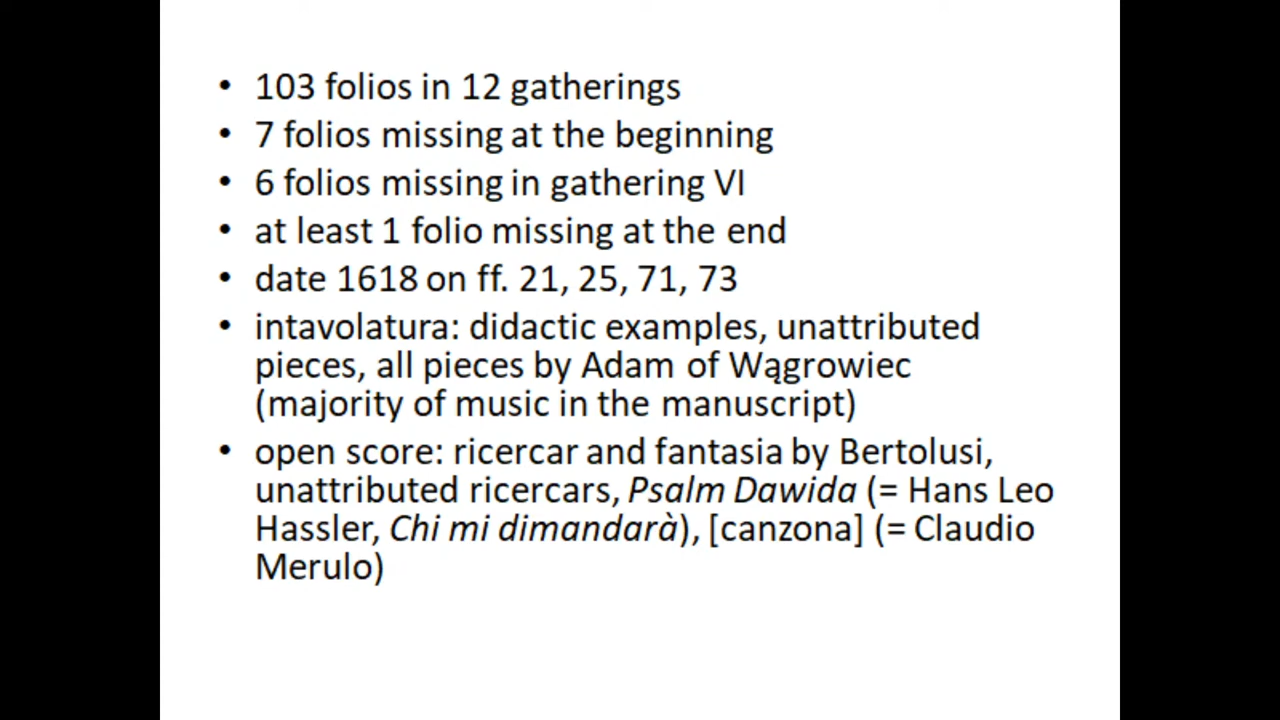 • 103 folios in 12 gatherings
• 7 folios missing at the beginning
• 6 folios missing in gathering VI
• at least 1 folio missing at the end
• date 1618 on ff. 21, 25, 71, 73
• intavolatura: didactic examples, unattributed
pieces, all pieces by Adam of Wągrowiec
(majority of music in the manuscript)
• open score: ricercar and fantasia by Bertolusi,
unattributed ricercars, Psalm Dawida (= Hans Leo
Hassler, Chi mi dimandarà), [canzona] (= Claudio
Merulo)